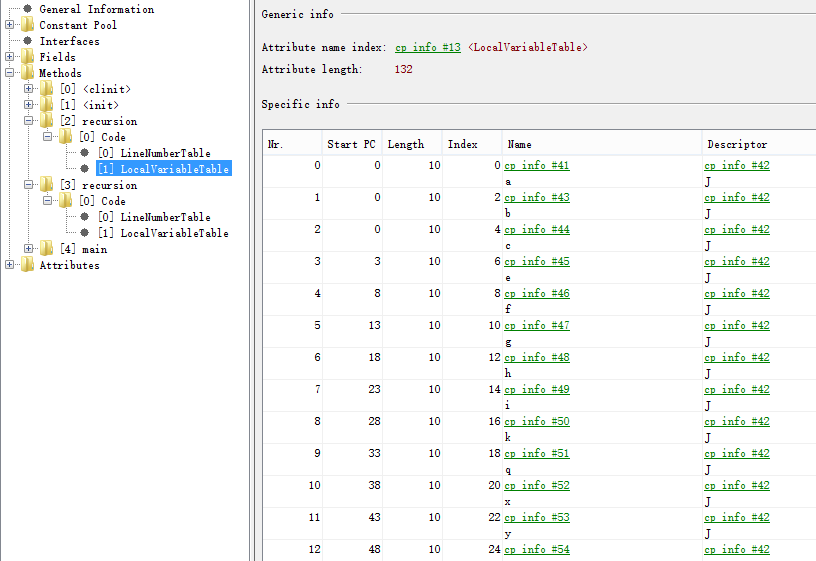 General Information
Constant Pool
Interfaces
Fields
Methods
[0] <clinit>
[1] <init>
[2] recursion
[0] Code
[0] LineNumberTable
[1] LocalVariableTable
[3] recursion
[0] Code
[0] LineNumberTable
[1] LocalVariableTable
[4] main
Attributes
Generic info
Attribute name index: cp info #13 <LocalVariableTable>
Attribute length: 132
Specific info
Nr. Start PC Length Index Name Descriptor
0 0 10 0 cp info #41 cp info #42
a J
1 0 10 2 cp info #43 cp info #42
b J
2 0 10 4 cp info #44 cp info #42
c J
3 3 10 6 cp info #45 cp info #42
e J
4 8 10 8 cp info #46 cp info #42
f J
5 13 10 10 cp info #47 cp info #42
g J
6 18 10 12 cp info #48 cp info #42
h J
7 23 10 14 cp info #49 cp info #42
i J
8 28 10 16 cp info #50 cp info #42
k J
9 33 10 18 cp info #51 cp info #42
q J
10 38 10 20 cp info #52 cp info #42
x J
11 43 10 22 cp info #53 cp info #42
y J
12 48 10 24 cp info #54 cp info #42